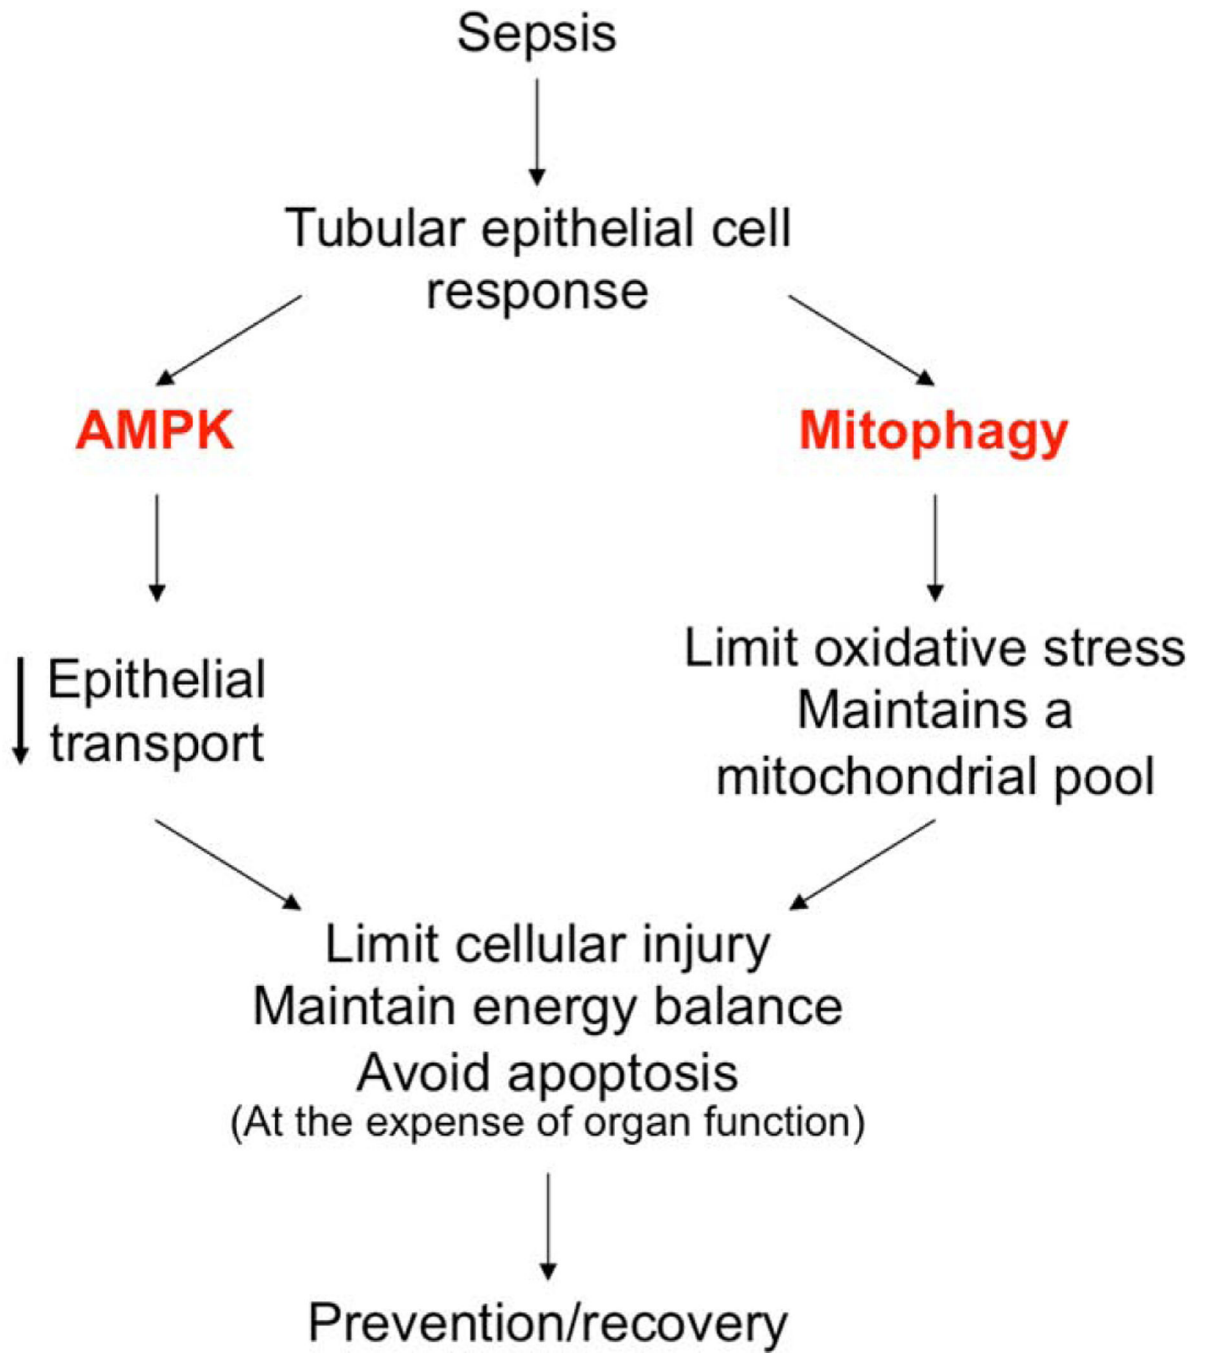 Sepsis
Tubular epithelial cell
response
AMPK
Mitophagy
Epithelial
transport
Limit oxidative stress
Maintains a
mitochondrial pool
Limit cellular injury
Maintain energy balance
Avoid apoptosis
(At the expense of organ function)
Prevention/recovery